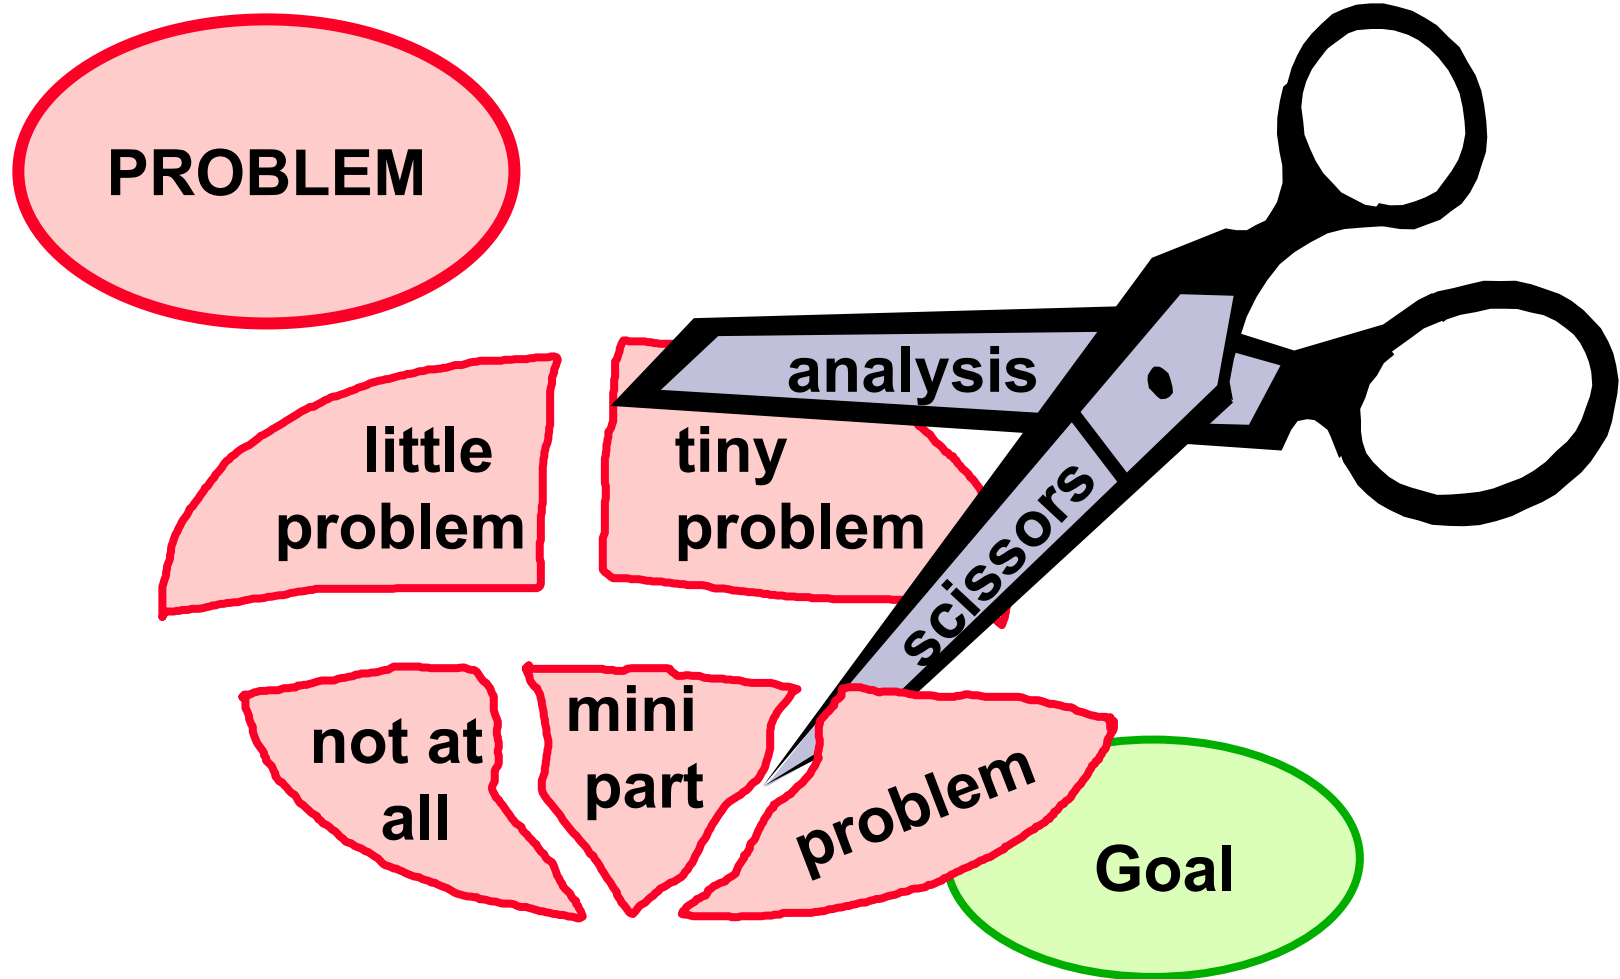 PROBLEM
analysis
scissors
little
problem
tiny
problem
not at
all
mini
part
problem
Goal